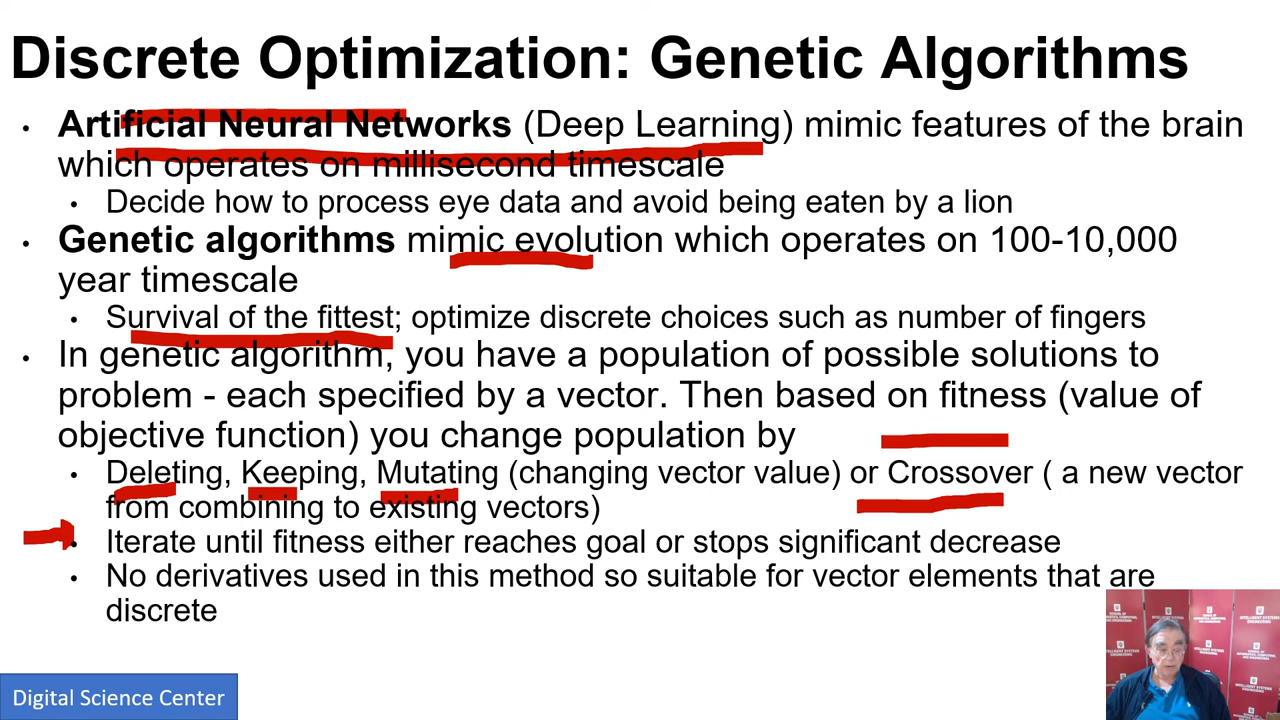 Discrete Optimization: Genetic Algorithms
• Artificial Neural Networks (Deep Learning) mimic features of the brain
which operates on millisecond timescale
• Decide how to process eye data and avoid being eaten by a lion
• Genetic algorithms mimic evolution which operates on 100-10,000
year timescale
• Survival of the fittest; optimize discrete choices such as number of fingers
• In genetic algorithm, you have a population of possible solutions to
problem - each specified by a vector. Then based on fitness (value of
objective function) you change population by
• Deleting, Keeping, Mutating (changing vector value) or Crossover ( a new vector
from combining to existing vectors)
• Iterate until fitness either reaches goal or stops significant decrease
• No derivatives used in this method so suitable for vector elements that are
discrete
Digital Science Center